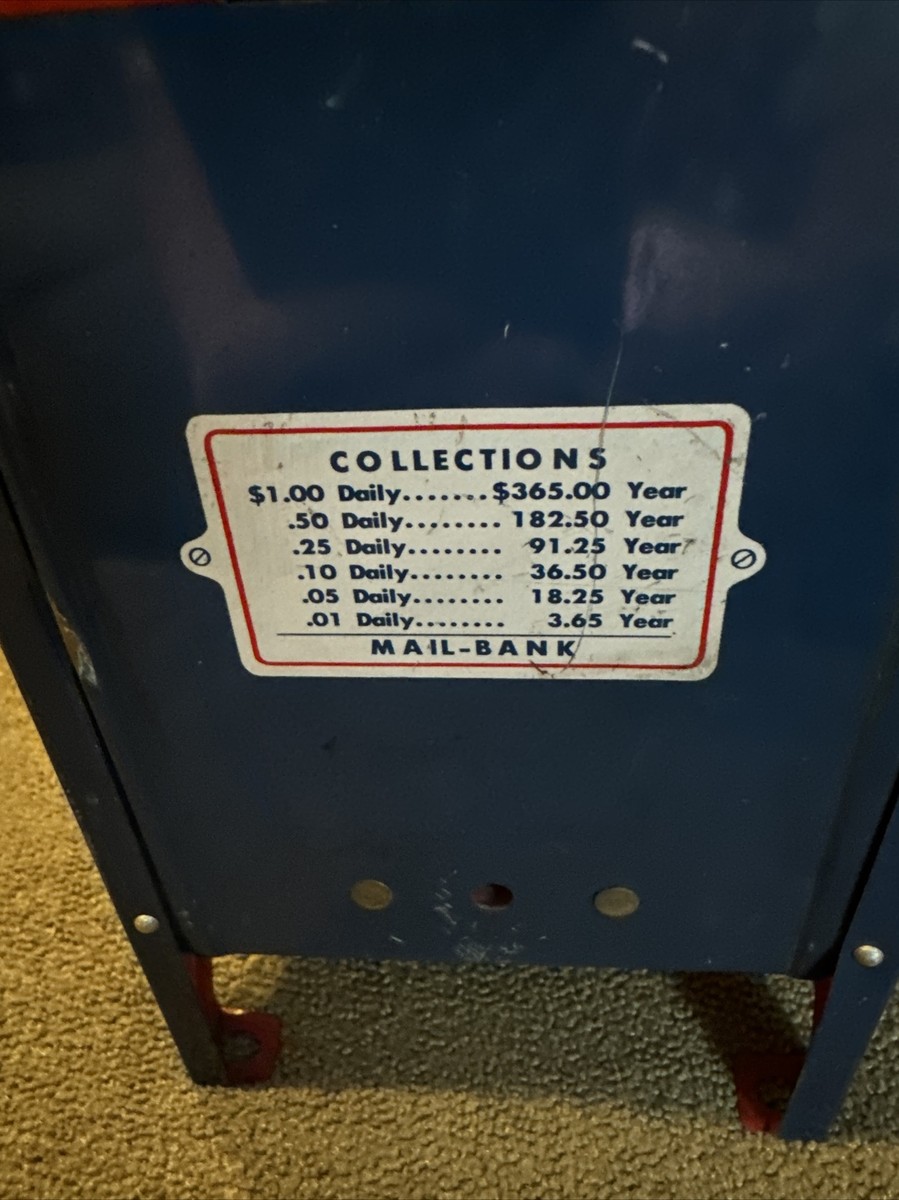 COLLECTIONS
$1.00 Daily.......$365.00 Year
.50 Daily........ 182.50 Year
.25 Daily........ 91.25 Year
.10 Daily........ 36.50 Year
.05 Daily........ 18.25 Year
.01 Daily........ 3.65 Year
MAIL-BANK